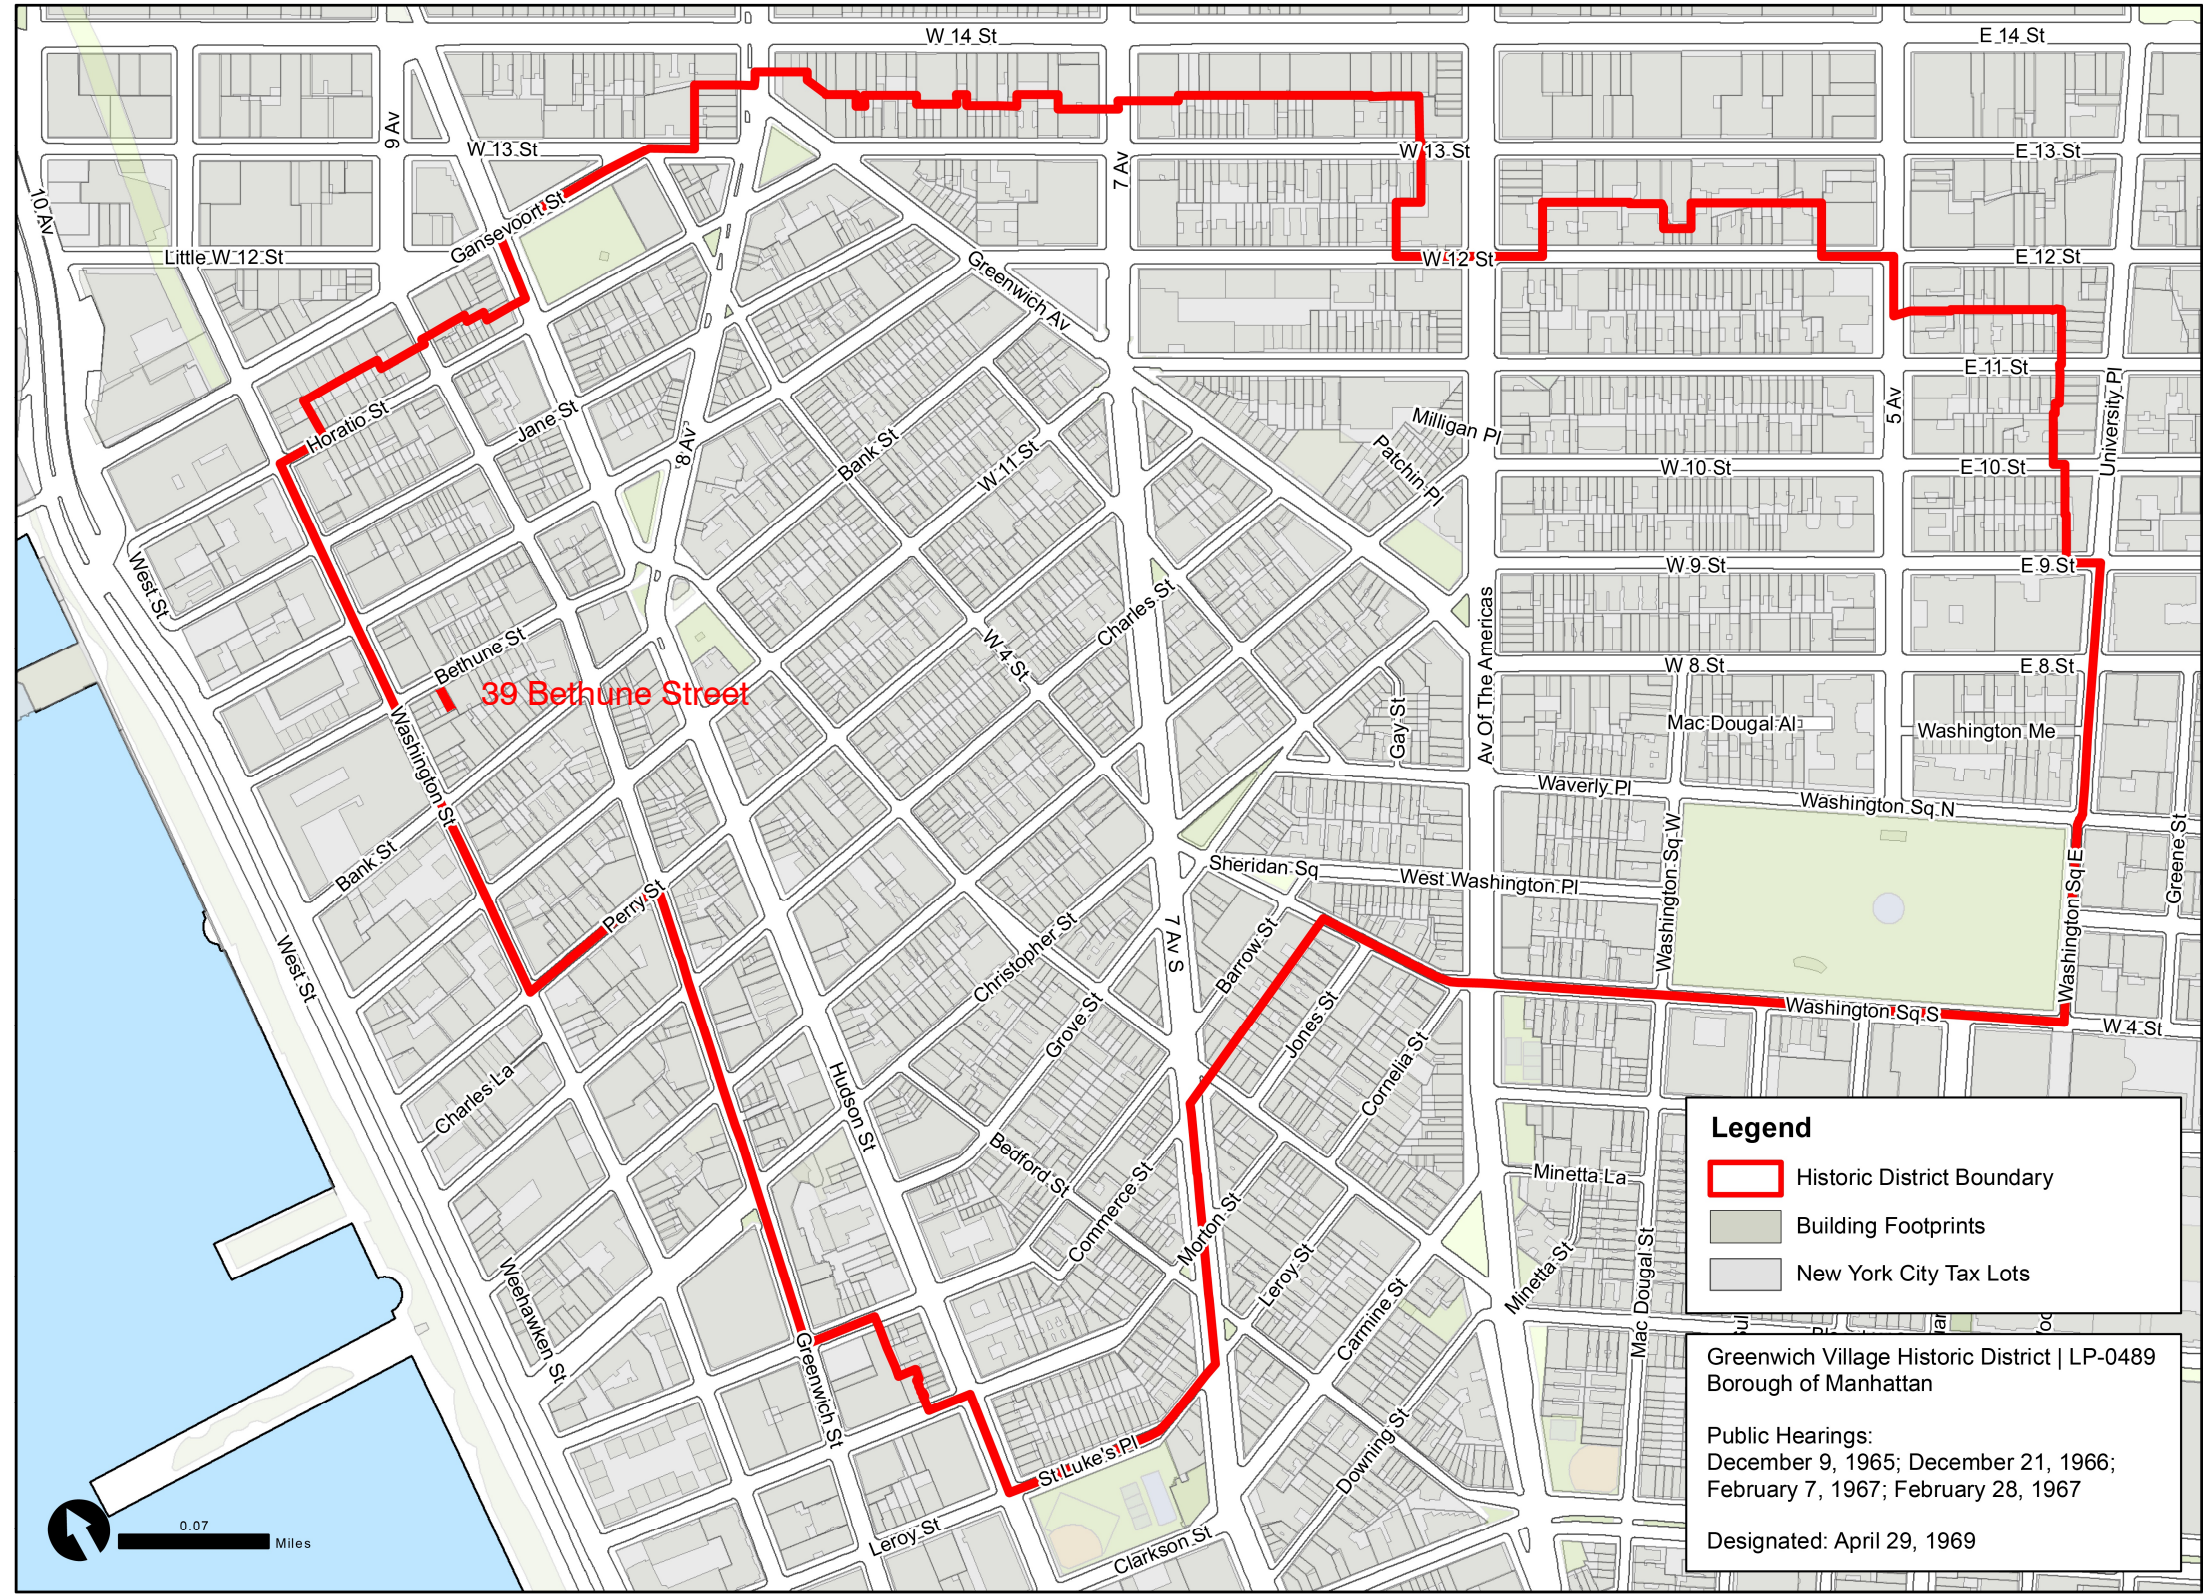 W 14 St
E 14 St
9 Av
W 13 St
7 Av
W 13 St
E 13 St
10 Av
Gansevoort St
Little W 12 St
Greenwich Av
W 12 St
E 12 St
E 11 St
University Pl
5 Av
Horatio St
Jane St
8 Av
Bank St
W 11 St
Milligan Pl
Patchin Pl
W 10 St
E 10 St
West St
W 9 St
E 9 St
Charles St
Av Of The Americas
Bethune St
W 4 St
W 8 St
E 8 St
39 Bethune Street
Gay St
Mac Dougal Al
Washington Me
Washington St
Waverly Pl
Washington Sq N
Bank St
Sheridan Sq
West Washington Pl
Washington Sq W
Washington Sq E
Greene St
Perry St
West St
Christopher St
7 Av S
Barrow St
Washington Sq S
W 4 St
Grove St
Jones St
Cornelia St
Charles La
Hudson St
Bedford St
Commerce St
Morton St
Minetta La
Leroy St
Minetta St
Mac Dougal St
Weehawken St
Carmine St
Greenwich St
St Luke's Pl
Downing St
Leroy St
Clarkson St
Legend
Historic District Boundary
Building Footprints
New York City Tax Lots
Greenwich Village Historic District | LP-0489
Borough of Manhattan
Public Hearings:
December 9, 1965; December 21, 1966;
February 7, 1967; February 28, 1967
Designated: April 29, 1969
0.07
Miles